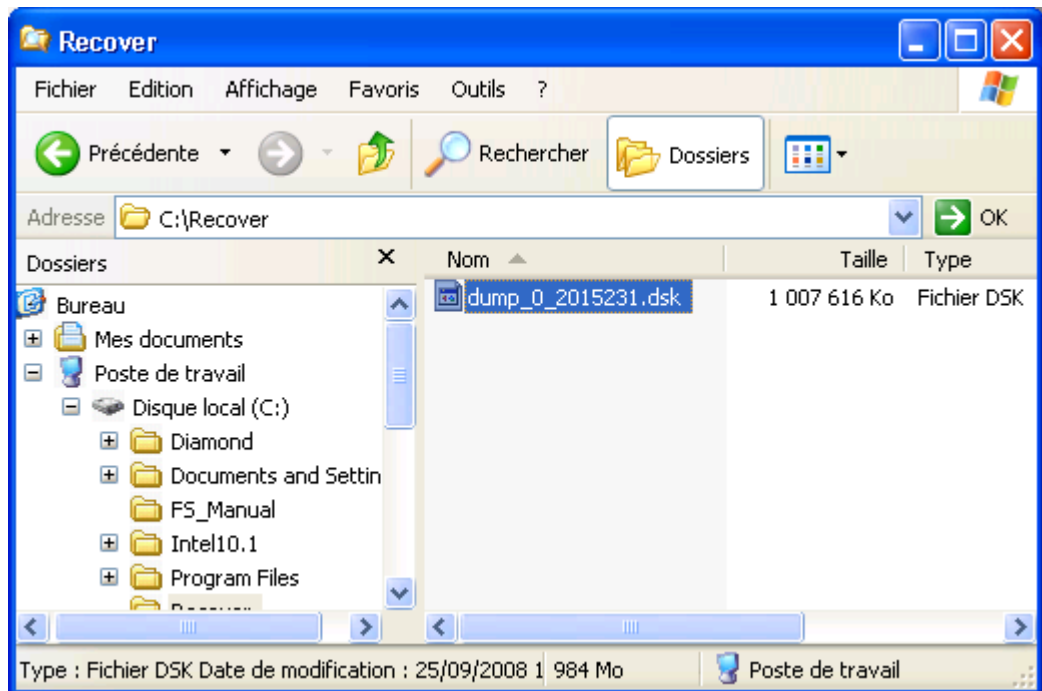 Recover
Fichier Edition Affichage Favoris Outils ?
Précédente Rechercher Dossiers
Adresse C:\Recover OK
Dossiers Nom Taille Type
Bureau dump_0_2015231.dsk 1 007 616 Ko Fichier DSK
Mes documents
Poste de travail
Disque local (C:)
Diamond
Documents and Settin
FS_Manual
Intel10.1
Program Files
Type : Fichier DSK Date de modification : 25/09/2008 1 984 Mo Poste de travail